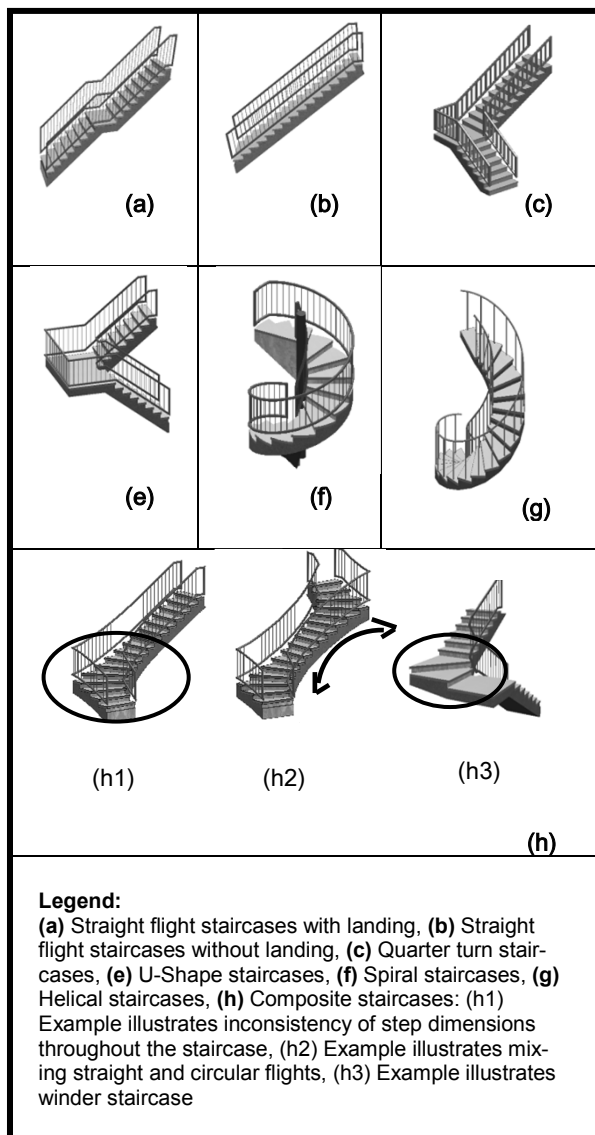 (a)
(b)
(c)
(e)
(f)
(g)
(h1)
(h2)
(h3)
(h)
Legend:
(a) Straight flight staircases with landing, (b) Straight
flight staircases without landing, (c) Quarter turn stair-
cases, (e) U-Shape staircases, (f) Spiral staircases, (g)
Helical staircases, (h) Composite staircases: (h1)
Example illustrates inconsistency of step dimensions
throughout the staircase, (h2) Example illustrates mix-
ing straight and circular flights, (h3) Example illustrates
winder staircase